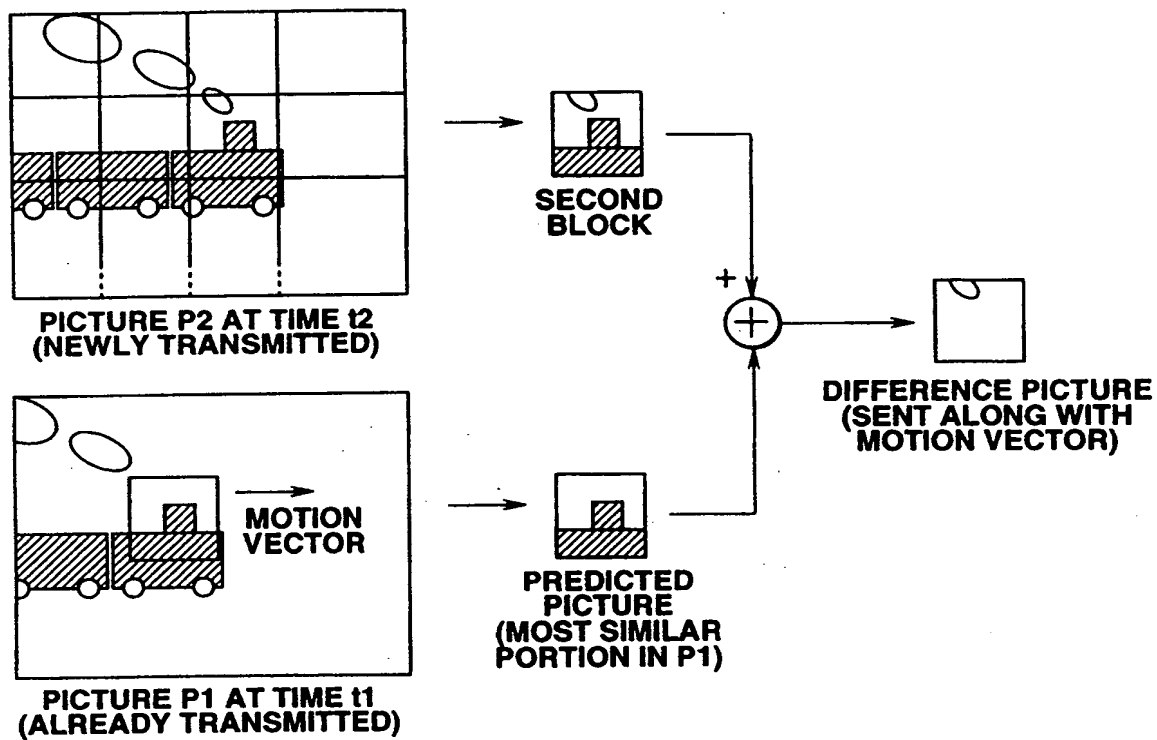 SECOND
BLOCK
+
+
PICTURE P2 AT TIME t2
(NEWLY TRANSMITTED)
DIFFERENCE PICTURE
(SENT ALONG WITH
MOTION VECTOR)
MOTION
VECTOR
PREDICTED
PICTURE
(MOST SIMILAR
PORTION IN P1)
PICTURE P1 AT TIME t1
(ALREADY TRANSMITTED)